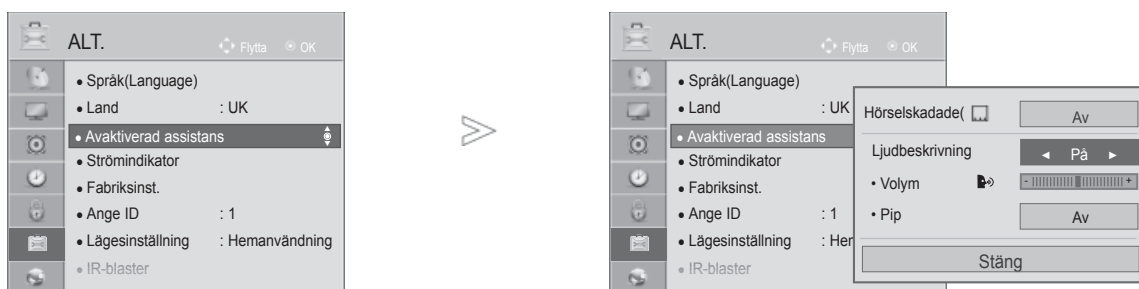 ALT.
Flytta OK
• Språk(Language)
• Land : UK
• Avaktiverad assistans
• Strömindikator
• Fabriksinst.
• Ange ID : 1
• Lägesinställning : Hemanvändning
• IR-blaster
ALT.
Flytta OK
• Språk(Language)
• Land : UK
• Avaktiverad assistans
• Strömindikator
• Fabriksinst.
• Ange ID : 1
• Lägesinställning : Her
• IR-blaster
Hörselskadade( Av
Ljudbeskrivning ◄ På ►
• Volym - +
• Pip Av
Stäng